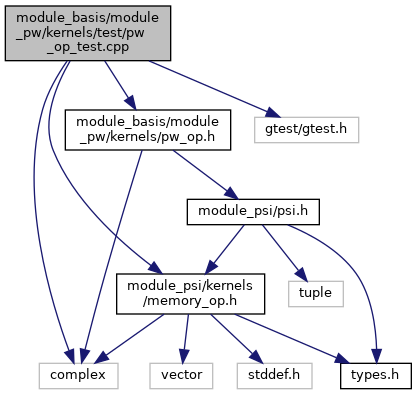 module_basis/module
_pw/kernels/test/pw
_op_test.cpp
module_basis/module
_pw/kernels/pw_op.h
gtest/gtest.h
module_psi/psi.h
module_psi/kernels
/memory_op.h
tuple
complex
vector
stddef.h
types.h